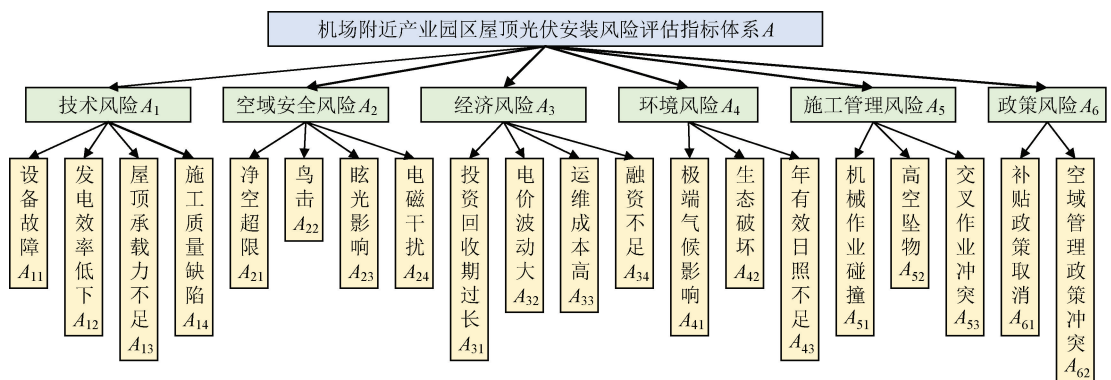 机场附近产业园区屋顶光伏安装风险评估指标体系A
技术风险A1
空域安全风险A2
经济风险A3
环境风险A4
施工管理风险A5
政策风险A6
设备故障A11
发电效率低下A12
屋顶承载力不足A13
施工质量缺陷A14
净空超限A21
鸟击A22
眩光影响A23
电磁干扰A24
投资回收期过长A31
电价波动大A32
运维成本高A33
融资不足A34
极端气候影响A41
生态破坏A42
年有效日照不足A43
机械作业碰撞A51
高空坠物A52
交叉作业冲突A53
补贴政策取消A61
空域管理政策冲突A62